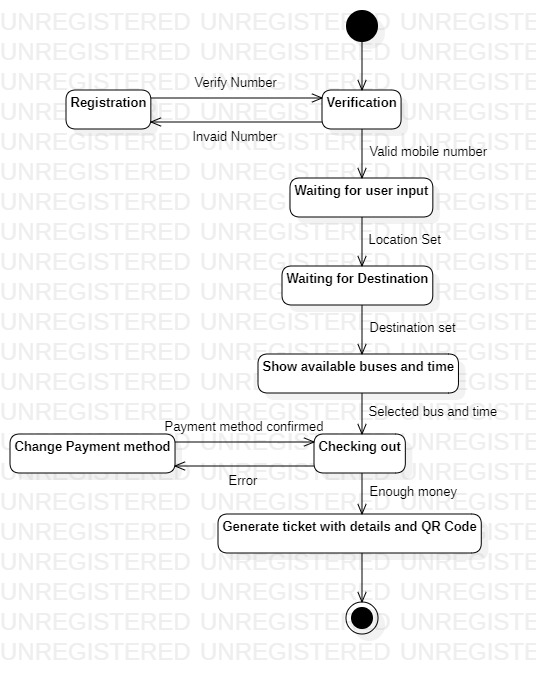 Verify Number
Registration
Verification
Invaid Number
Valid mobile number
Waiting for user input
Location Set
Waiting for Destination
Destination set
Show available buses and time
Selected bus and time
Payment method confirmed
Change Payment method
Checking out
Error
Enough money
Generate ticket with details and QR Code
UNREGISTERED